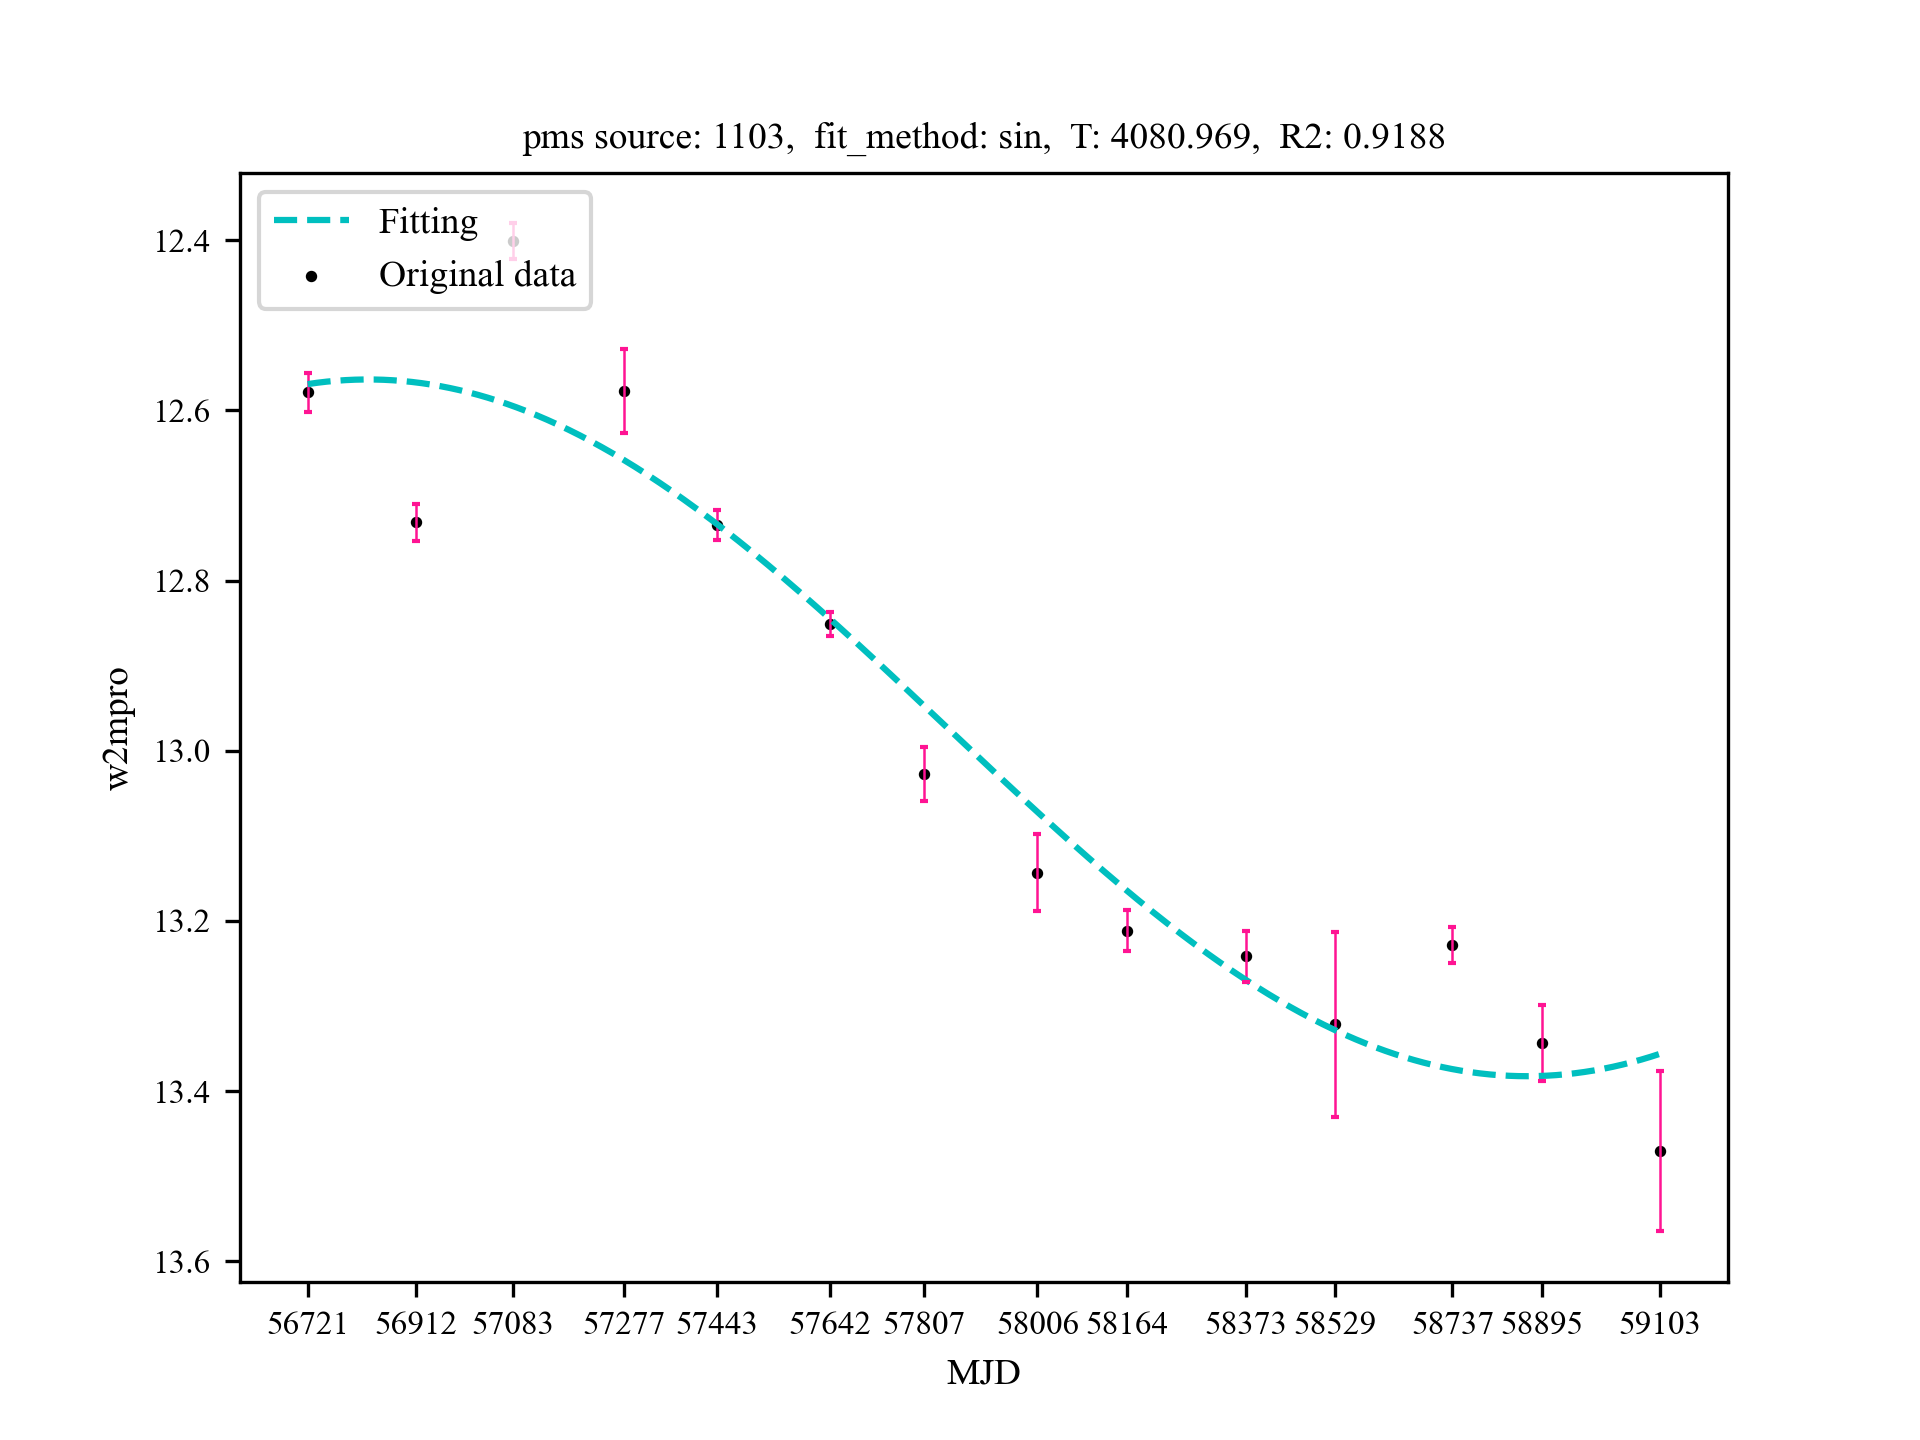 pms source: 1103,  fit_method: sin,  T: 4080.969,  R2: 0.9188
Fitting
Original data
12.4
12.6
12.8
13.0
13.2
13.4
13.6
w2mpro
56721 56912 57083 57277 57443 57642 57807 58006 58164 58373 58529 58737 58895 59103
MJD